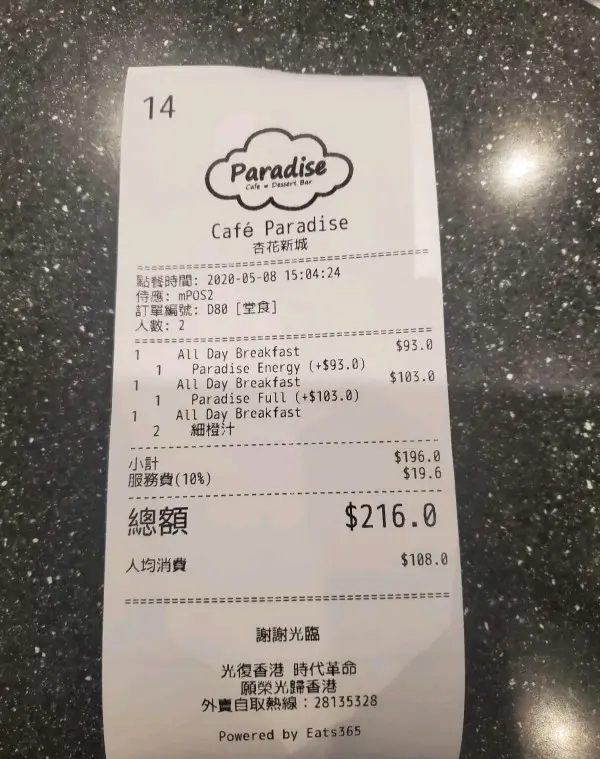 14
Paradise
Cafe & Dessert Bar
Café Paradise
杏花新城
點餐時間: 2020-05-08 15:04:24
侍應: mPOS2
訂單編號: D80 [堂食]
人數: 2
1 All Day Breakfast $93.0
1 Paradise Energy (+$93.0)
1 All Day Breakfast $103.0
1 Paradise Full (+$103.0)
1 All Day Breakfast
2 細橙汁
小計 $196.0
服務費(10%) $19.6
總額 $216.0
人均消費 $108.0
謝謝光臨
光復香港 時代革命
願榮光歸香港
外賣自取熱線：28135328
Powered by Eats365